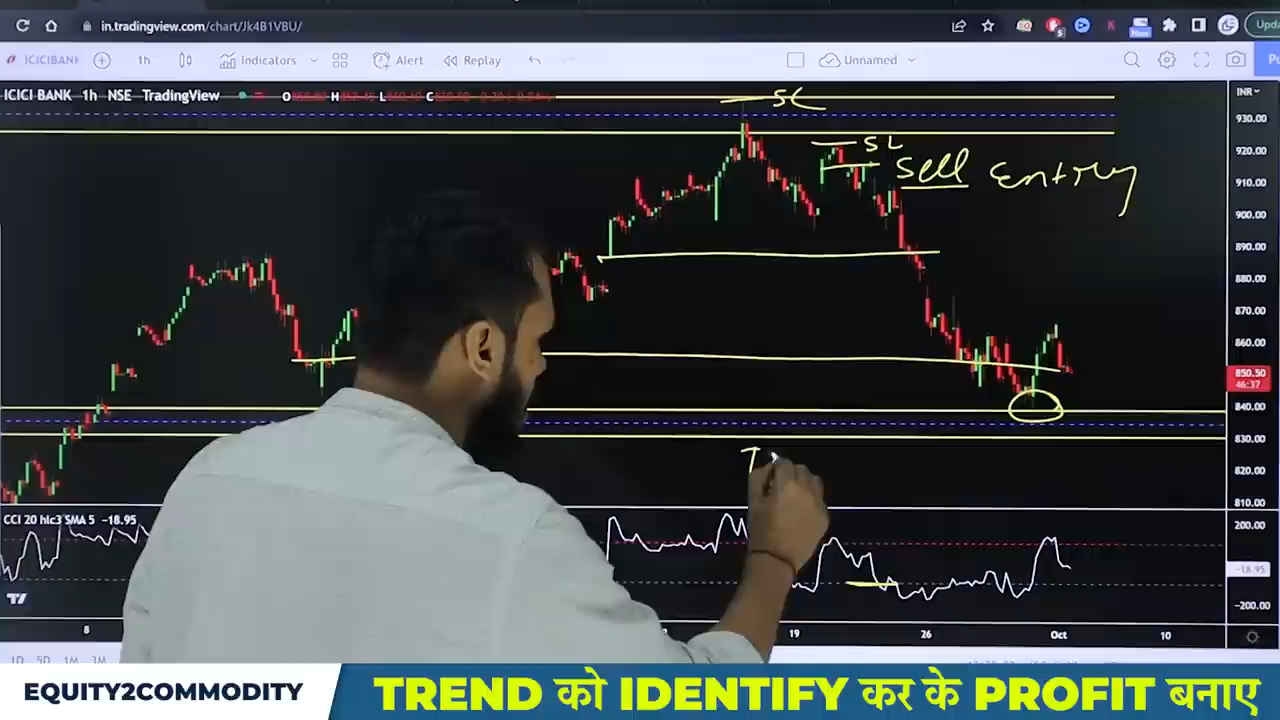 in.tradingview.com/chart/Jk4B1VBU/
Upda
ICICIBANK 1h Indicators Alert Replay Unnamed
ICICI BANK 1h NSE TradingView O H L C
INR
SL
SL
Sell Entry
930.00
920.00
910.00
900.00
890.00
880.00
870.00
860.00
850.50
46:37
840.00
830.00
820.00
810.00
T
CCI 20 hlc3 SMA 5 -18.95
200.00
-18.95
-200.00
8 19 26 Oct 10
1D 5D 1M 3M
EQUITY2COMMODITY
TREND को IDENTIFY कर के PROFIT बनाए